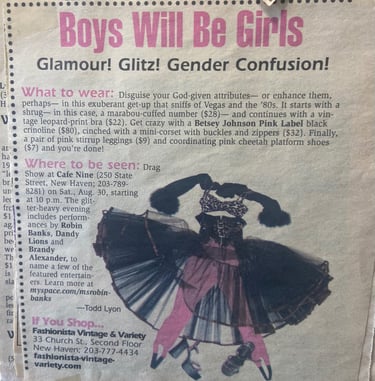 Boys Will Be Girls
Glamour! Glitz! Gender Confusion!
What to wear: Disguise your God-given attributes— or enhance them,
perhaps— in this exuberant get-up that sniffs of Vegas and the '80s. It starts with a
shrug— in this case, a marabou-cuffed number ($28)— and continues with a vin-
tage leopard-print bra ($22). Get crazy with a Betsey Johnson Pink Label black
crinoline ($80), cinched with a mini-corset with buckles and zippers ($32). Finally,
a pair of pink stirrup leggings ($9) and coordinating pink cheetah platform shoes
($7) and you're done!
Where to be seen: Drag
Show at Cafe Nine (250 State
Street, New Haven; 203-789-
8281) on Sat., Aug. 30, starting
at 10 p.m. The glit-
ter-heavy evening
includes perform-
ances by Robin
Banks, Dandy
Lions and
Brandy
Alexander, to
name a few of the
featured entertain-
ers. Learn more at
myspace.com/msrobin-
banks
—Todd Lyon
If You Shop...
Fashionista Vintage & Variety
33 Church St., Second Floor
New Haven; 203-777-4434
fashionista-vintage-
variety.com